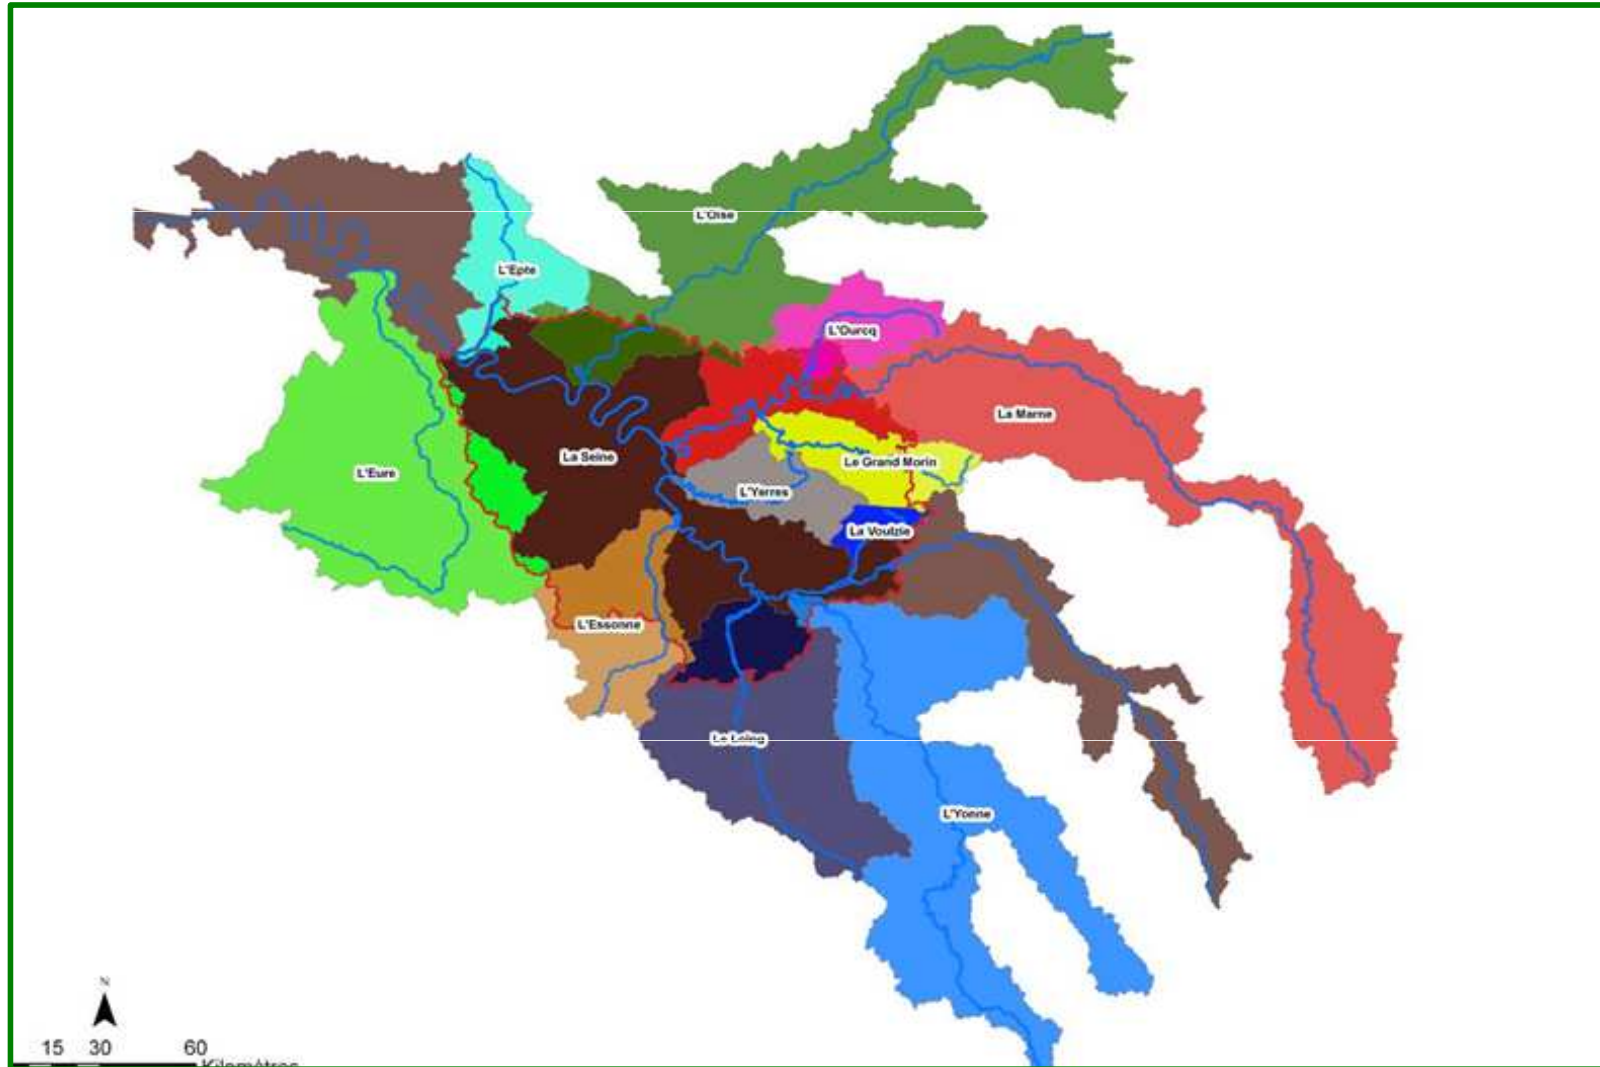 L'Oise
L'Epte
L'Ourcq
La Marne
La Seine
Le Grand Morin
L'Eure
L'Yerres
La Voulzie
L'Essonne
Le Loing
L'Yonne
N
15 30 60
Kilomètres